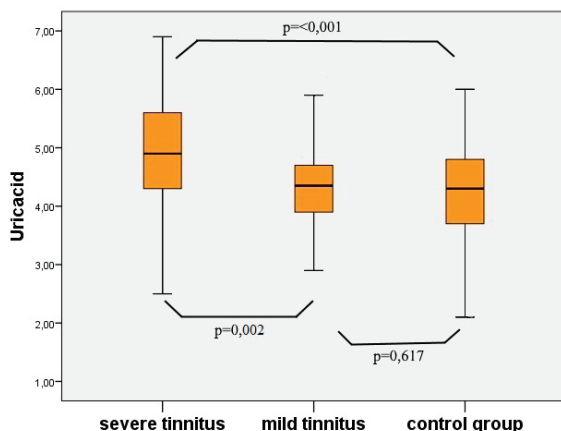 7,00
p=<0,001
6,00
5,00
Uricacid
4,00
3,00
2,00
p=0,002
p=0,617
1,00
severe tinnitus mild tinnitus control group